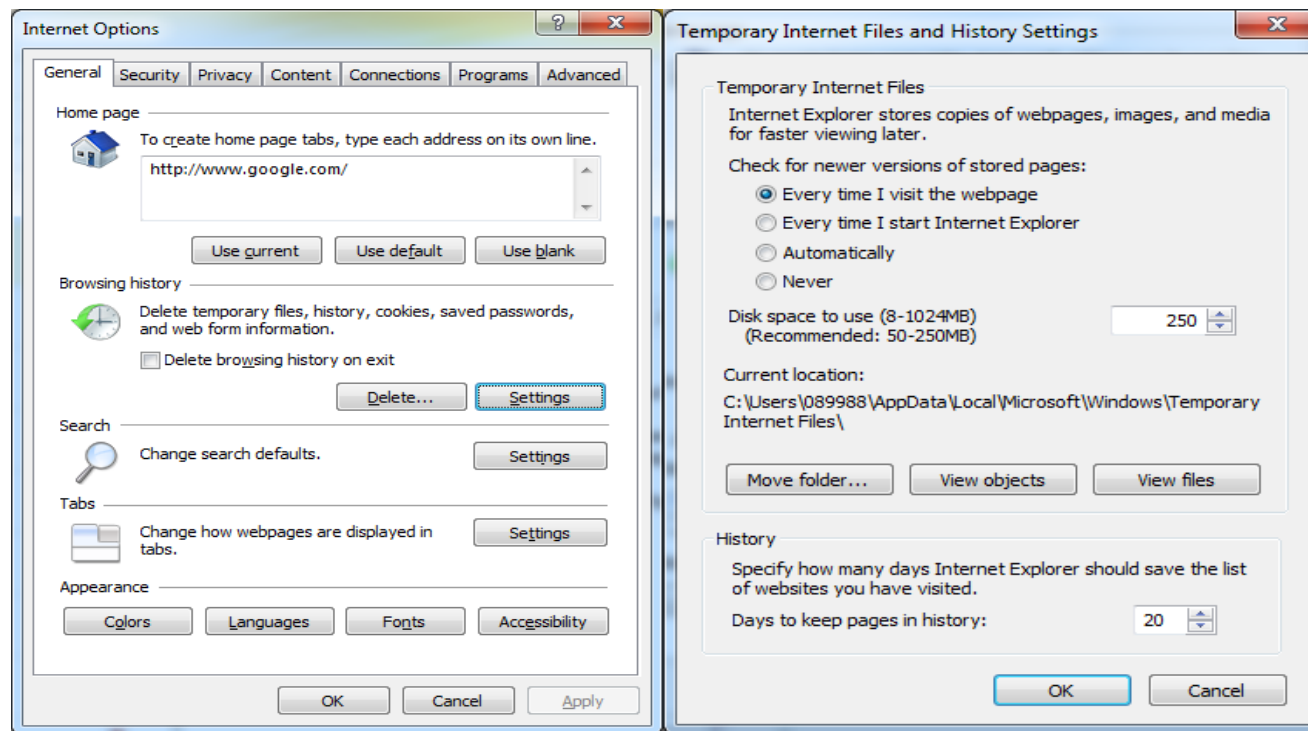 Internet Options
General Security Privacy Content Connections Programs Advanced
Home page
To create home page tabs, type each address on its own line.
http://www.google.com/
Use current Use default Use blank
Browsing history
Delete temporary files, history, cookies, saved passwords,
and web form information.
Delete browsing history on exit
Delete... Settings
Search
Change search defaults.
Settings
Tabs
Change how webpages are displayed in
tabs.
Settings
Appearance
Colors Languages Fonts Accessibility
OK Cancel Apply
Temporary Internet Files and History Settings
Temporary Internet Files
Internet Explorer stores copies of webpages, images, and media
for faster viewing later.
Check for newer versions of stored pages:
Every time I visit the webpage
Every time I start Internet Explorer
Automatically
Never
Disk space to use (8-1024MB)
(Recommended: 50-250MB)
250
Current location:
C:\Users\089988\AppData\Local\Microsoft\Windows\Temporary
Internet Files\
Move folder... View objects View files
History
Specify how many days Internet Explorer should save the list
of websites you have visited.
Days to keep pages in history: 20
OK Cancel